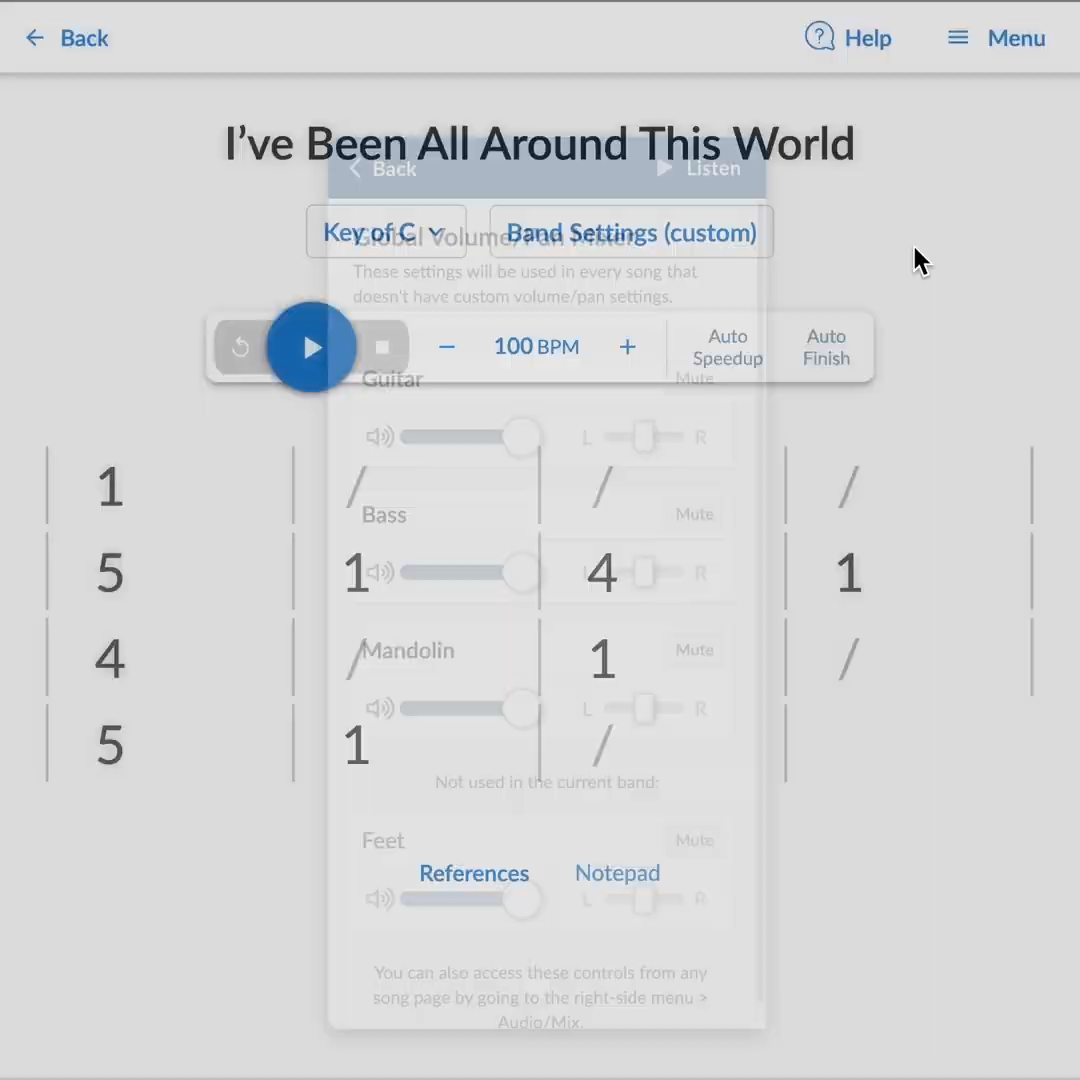 Back
Help
Menu
I've Been All Around This World
Back
Listen
Key of C
Band Settings (custom)
Global Volume/Pan Mixer
These settings will be used in every song that
doesn't have custom volume/pan settings.
100 BPM
Auto
Speedup
Auto
Finish
Guitar
Mute
L R
1 / / /
Bass
Mute
5 1 4 1
L R
Mandolin
Mute
4 / 1 /
L R
5 1 /
Not used in the current band:
Feet
Mute
References
Notepad
L R
You can also access these controls from any
song page by going to the right-side menu >
Audio/Mix.